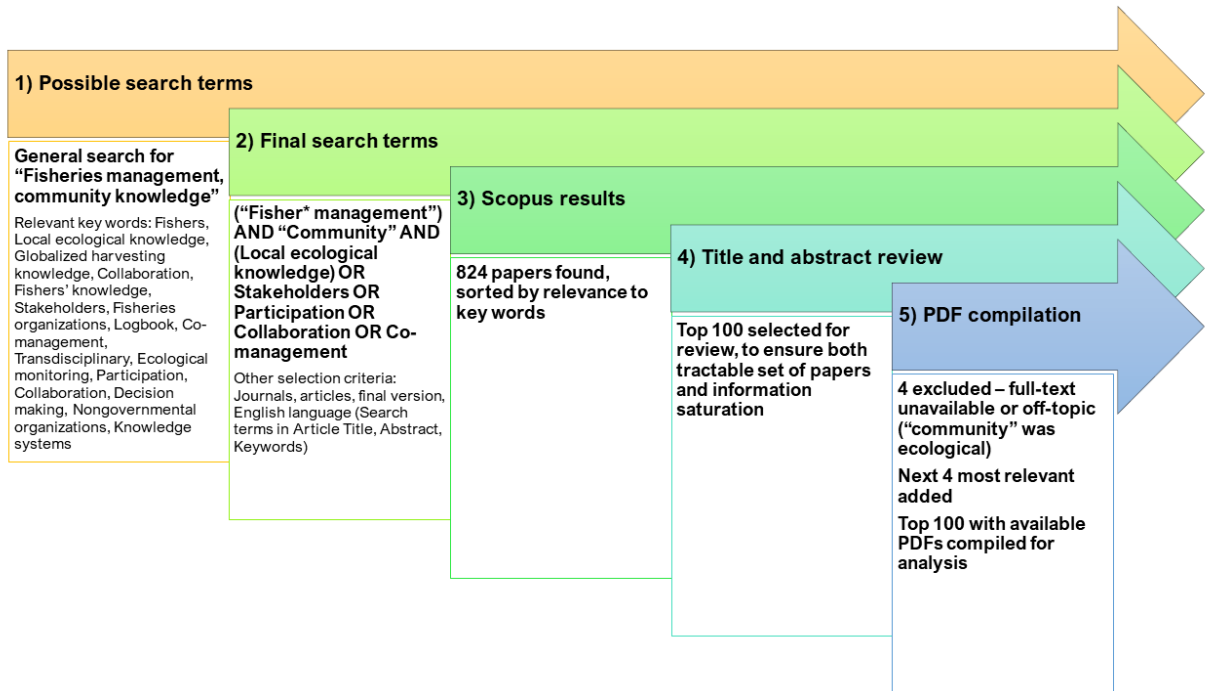 1) Possible search terms
General search for
“Fisheries management,
community knowledge”
Relevant key words: Fishers,
Local ecological knowledge,
Globalized harvesting
knowledge, Collaboration,
Fishers’ knowledge,
Stakeholders, Fisheries
organizations, Logbook, Co-
management,
Transdisciplinary, Ecological
monitoring, Participation,
Collaboration, Decision
making, Nongovernmental
organizations, Knowledge
systems
2) Final search terms
(“Fisher* management”)
AND “Community” AND
(Local ecological
knowledge) OR
Stakeholders OR
Participation OR
Collaboration OR Co-
management
Other selection criteria:
Journals, articles, final version,
English language (Search
terms in Article Title, Abstract,
Keywords)
3) Scopus results
824 papers found,
sorted by relevance to
key words
4) Title and abstract review
Top 100 selected for
review, to ensure both
tractable set of papers
and information
saturation
5) PDF compilation
4 excluded – full-text
unavailable or off-topic
(“community” was
ecological)
Next 4 most relevant
added
Top 100 with available
PDFs compiled for
analysis